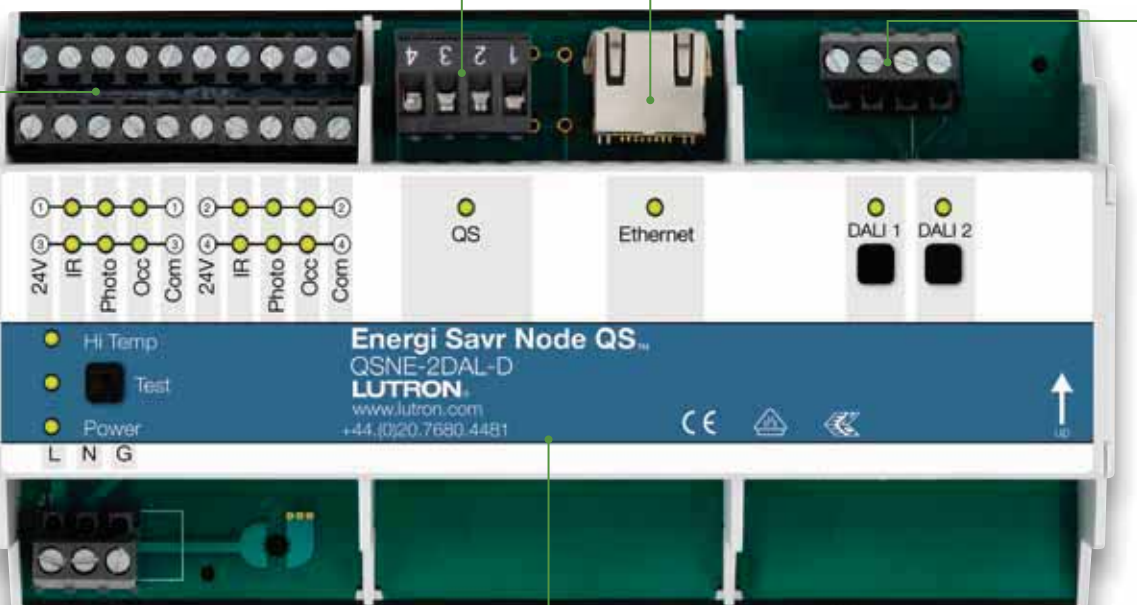 4 3 2 1
1 1 2 2
3 3 4 4
24V IR Photo Occ Com 24V IR Photo Occ Com
QS
Ethernet
DALI 1 DALI 2
Hi Temp
Test
Power
L N G
Energi Savr Node QS™
QSNE-2DAL-D
LUTRON®
www.lutron.com
+44.(0)20.7680.4481
CE
UP